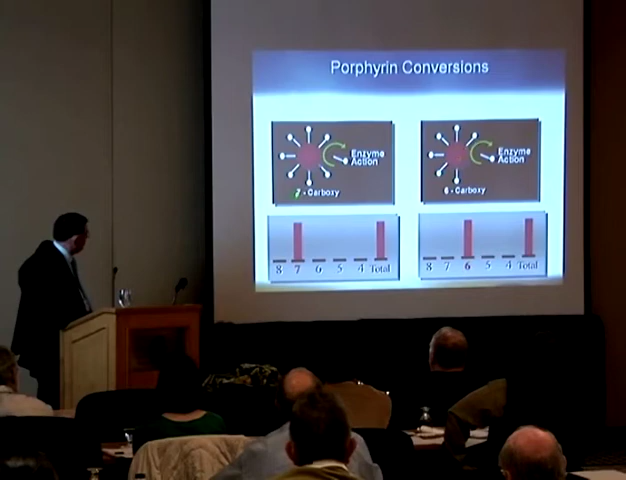 Porphyrin Conversions
Enzyme
Action
7 - Carboxy
Enzyme
Action
6 - Carboxy
8 7 6 5 4 Total
8 7 6 5 4 Total